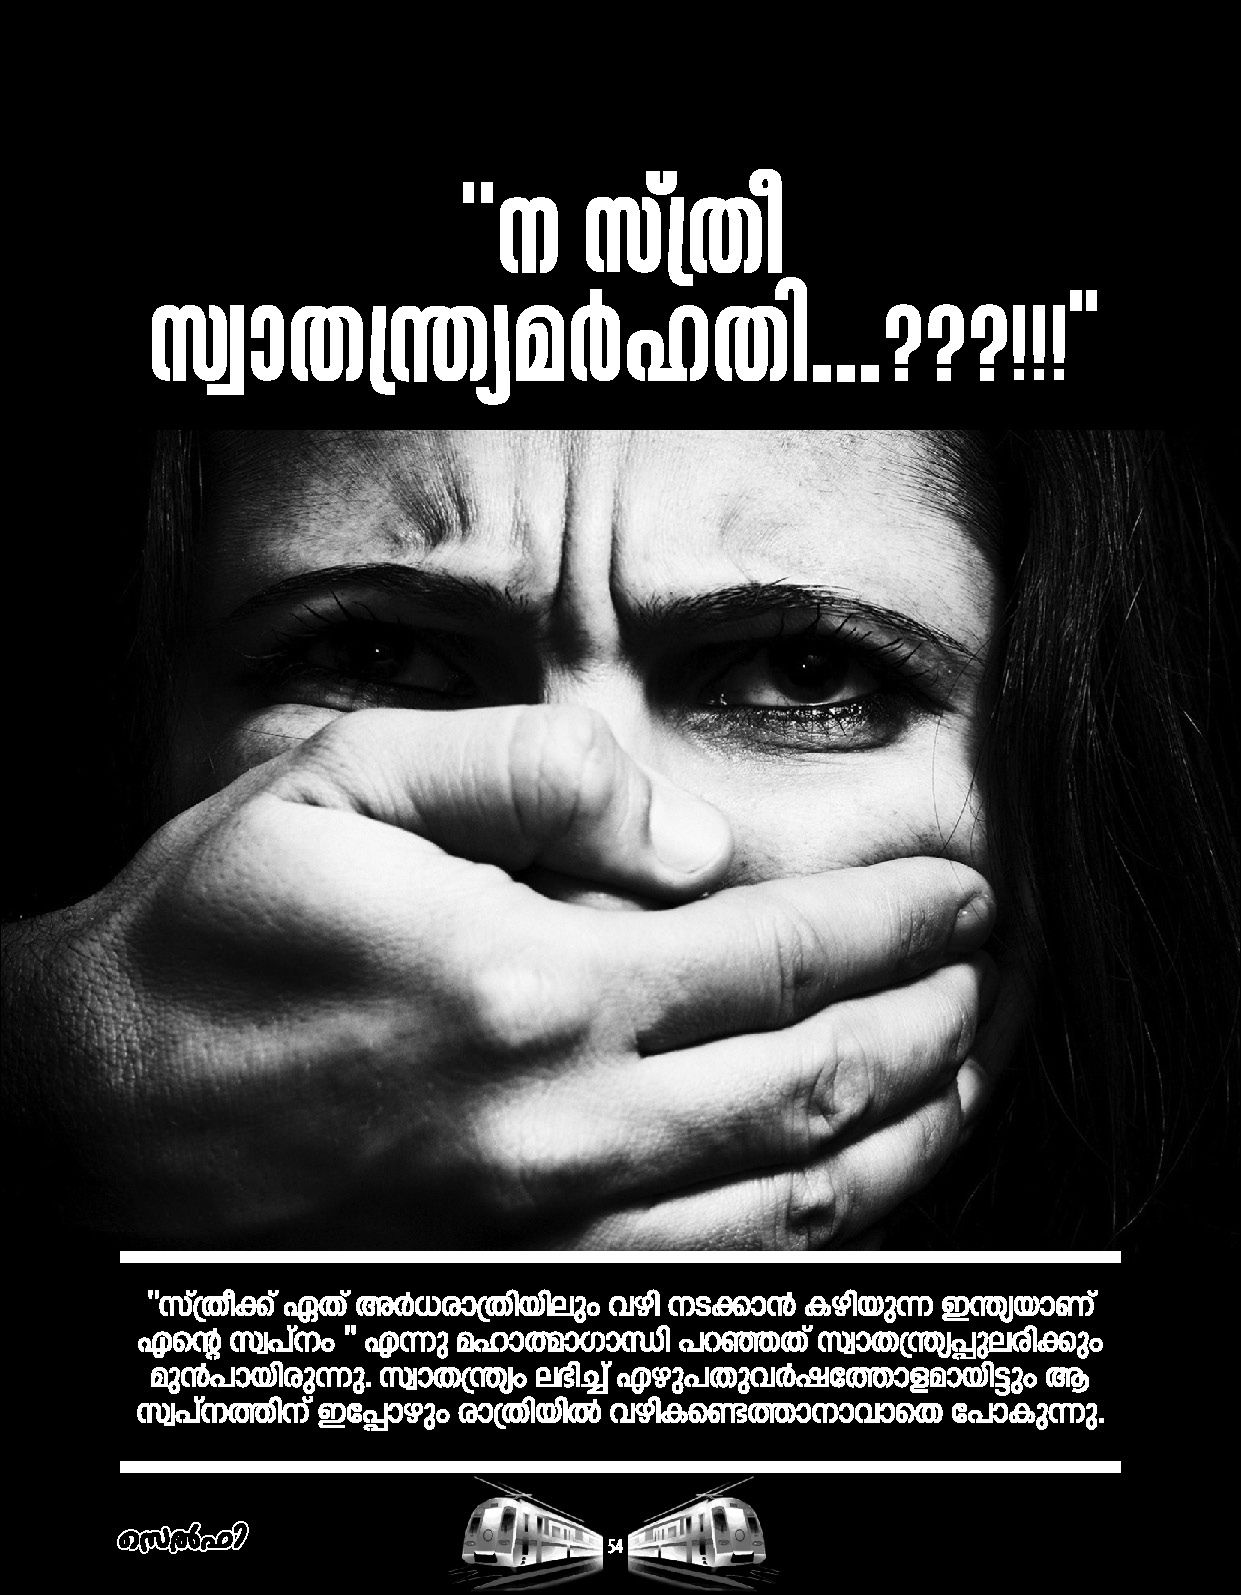 "ന സ്ത്രീ
സ്വാതന്ത്ര്യമർഹതി...???!!!"
"സ്ത്രീക്ക് ഏത് അർധരാത്രിയിലും വഴി നടക്കാൻ കഴിയുന്ന ഇന്ത്യയാണ്
എന്റെ സ്വപ്നം " എന്നു മഹാത്മാഗാന്ധി പറഞ്ഞത് സ്വാതന്ത്ര്യപ്പുലരിക്കും
മുൻപായിരുന്നു. സ്വാതന്ത്ര്യം ലഭിച്ച് എഴുപതുവർഷത്തോളമായിട്ടും ആ
സ്വപ്നത്തിന് ഇപ്പോഴും രാത്രിയിൽ വഴികണ്ടെത്താനാവാതെ പോകുന്നു.
സെൽഫി
54